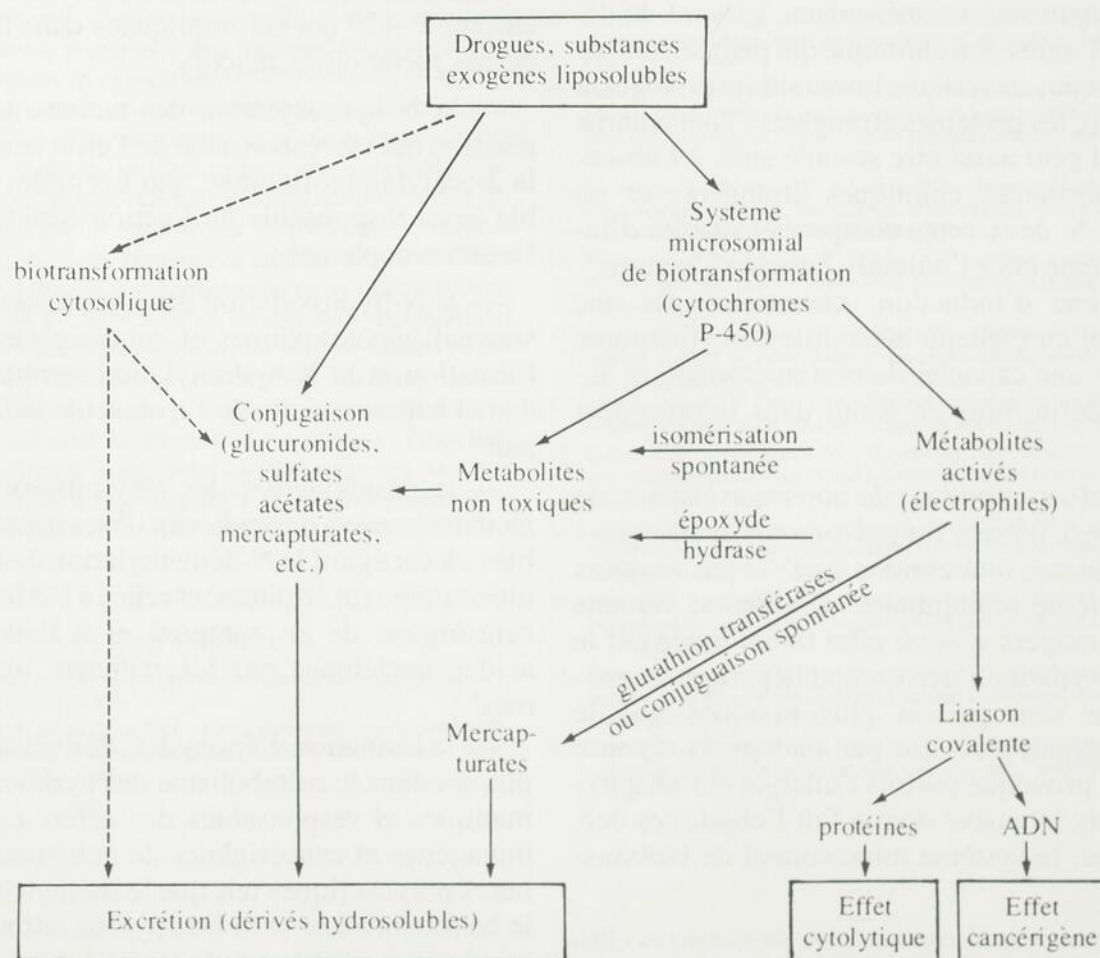 Drogues, substances
exogènes liposolubles
Système
microsomial
de biotransformation
(cytochromes
P-450)
biotransformation
cytosolique
Conjugaison
(glucuronides,
sulfates
acétates
mercapturates,
etc.)
Metabolites
non toxiques
isomérisation
spontanée
époxyde
hydrase
Métabolites
activés
(électrophiles)
glutathion transférases
ou conjuguaison spontanée
Mercap-
turates
Liaison
covalente
protéines
ADN
Excrétion (dérivés hydrosolubles)
Effet
cytolytique
Effet
cancérigène